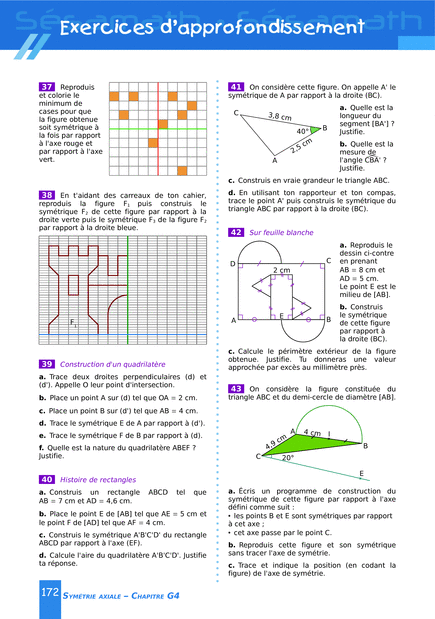 Exercices d'approfondissement
37 Reproduis
et colorie le
minimum de
cases pour que
la figure obtenue
soit symétrique à
la fois par rapport
à l'axe rouge et
par rapport à l'axe
vert.
38 En t'aidant des carreaux de ton cahier,
reproduis la figure F1 puis construis le
symétrique F2 de cette figure par rapport à la
droite verte puis le symétrique F3 de la figure F2
par rapport à la droite bleue.
F1
39 Construction d'un quadrilatère
a. Trace deux droites perpendiculaires (d) et
(d'). Appelle O leur point d'intersection.
b. Place un point A sur (d) tel que OA = 2 cm.
c. Place un point B sur (d') tel que AB = 4 cm.
d. Trace le symétrique E de A par rapport à (d').
e. Trace le symétrique F de B par rapport à (d).
f. Quelle est la nature du quadrilatère ABEF ?
Justifie.
40 Histoire de rectangles
a. Construis un rectangle ABCD tel que
AB = 7 cm et AD = 4,6 cm.
b. Place le point E de [AB] tel que AE = 5 cm et
le point F de [AD] tel que AF = 4 cm.
c. Construis le symétrique A'B'C'D' du rectangle
ABCD par rapport à l'axe (EF).
d. Calcule l'aire du quadrilatère A'B'C'D'. Justifie
ta réponse.
41 On considère cette figure. On appelle A' le
symétrique de A par rapport à la droite (BC).
C
3,8 cm
40°
B
2,5 cm
A
a. Quelle est la
longueur du
segment [BA'] ?
Justifie.
b. Quelle est la
mesure de
l'angle CBA' ?
Justifie.
c. Construis en vraie grandeur le triangle ABC.
d. En utilisant ton rapporteur et ton compas,
trace le point A' puis construis le symétrique du
triangle ABC par rapport à la droite (BC).
42 Sur feuille blanche
D
C
2 cm
E
A
B
a. Reproduis le
dessin ci-contre
en prenant
AB = 8 cm et
AD = 5 cm.
Le point E est le
milieu de [AB].
b. Construis
le symétrique
de cette figure
par rapport à
la droite (BC).
c. Calcule le périmètre extérieur de la figure
obtenue. Justifie. Tu donneras une valeur
approchée par excès au millimètre près.
43 On considère la figure constituée du
triangle ABC et du demi-cercle de diamètre [AB].
A
4 cm
I
4,9 cm
B
C
20°
E
a. Écris un programme de construction du
symétrique de cette figure par rapport à l'axe
défini comme suit :
• les points B et E sont symétriques par rapport
à cet axe ;
• cet axe passe par le point C.
b. Reproduis cette figure et son symétrique
sans tracer l'axe de symétrie.
c. Trace et indique la position (en codant la
figure) de l'axe de symétrie.
172 SYMÉTRIE AXIALE – CHAPITRE G4